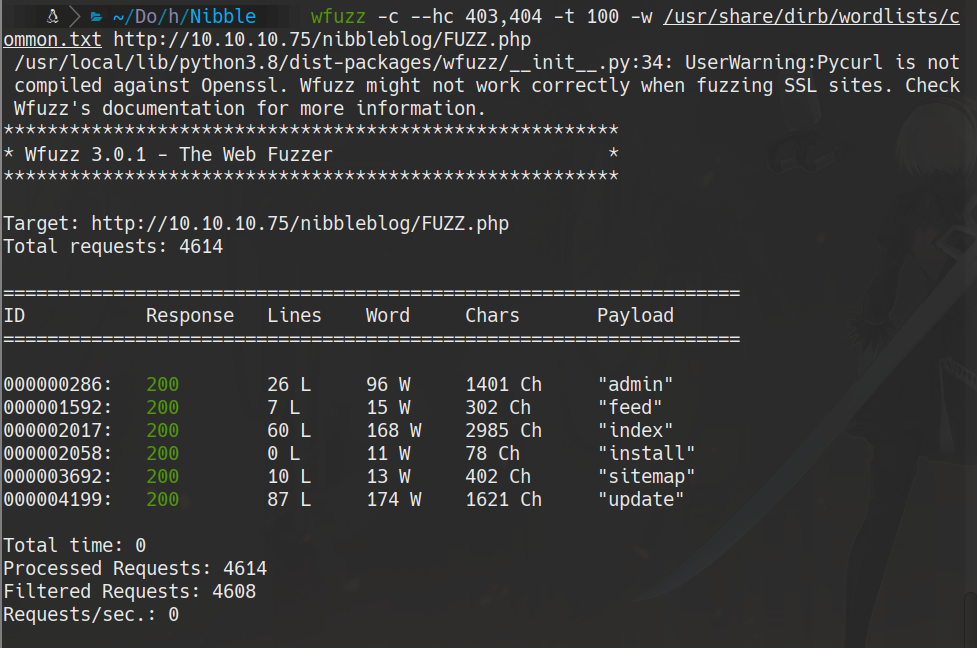 ~/Do/h/Nibble wfuzz -c --hc 403,404 -t 100 -w /usr/share/dirb/wordlists/c
ommon.txt http://10.10.10.75/nibbleblog/FUZZ.php
/usr/local/lib/python3.8/dist-packages/wfuzz/__init__.py:34: UserWarning:Pycurl is not
compiled against Openssl. Wfuzz might not work correctly when fuzzing SSL sites. Check
Wfuzz's documentation for more information.
********************************************************
* Wfuzz 3.0.1 - The Web Fuzzer                         *
********************************************************

Target: http://10.10.10.75/nibbleblog/FUZZ.php
Total requests: 4614

===================================================================
ID           Response   Lines    Word     Chars       Payload
===================================================================

000000286:   200        26 L     96 W     1401 Ch     "admin"
000001592:   200        7 L      15 W     302 Ch      "feed"
000002017:   200        60 L     168 W    2985 Ch     "index"
000002058:   200        0 L      11 W     78 Ch       "install"
000003692:   200        10 L     13 W     402 Ch      "sitemap"
000004199:   200        87 L     174 W    1621 Ch     "update"

Total time: 0
Processed Requests: 4614
Filtered Requests: 4608
Requests/sec.: 0